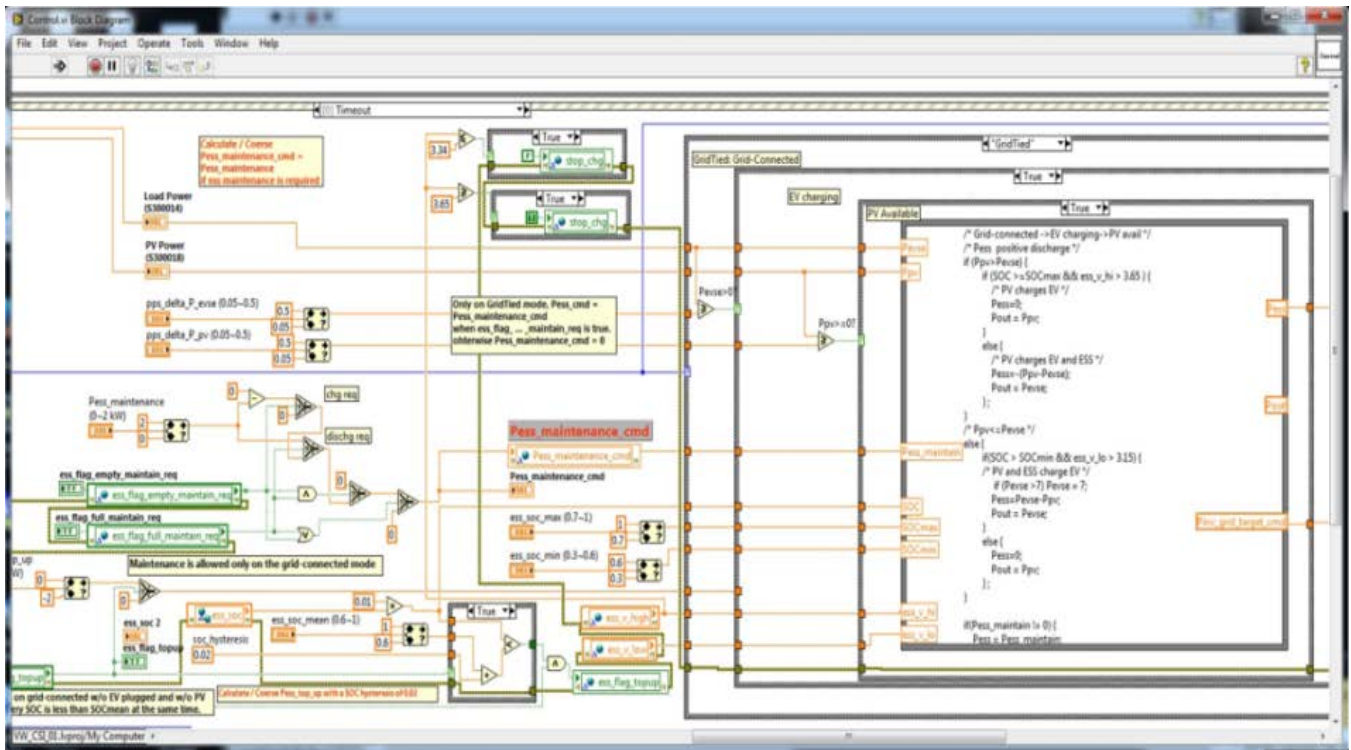 Control.vi Block Diagram
File Edit View Project Operate Tools Window Help
Timeout
Calculate / Coerse
Pess_maintenance_cmd =
Pess_maintenance
if ess maintenance is required
Load Power
(S300014)
PV Power
(S300018)
3.34
3.65
True
stop_chg
True
stop_chg
pps_delta_P_evse (0.05~0.5)
0.5
0.05
pps_delta_P_pv (0.05~0.5)
0.5
0.05
Only on GridTied mode, Pess_cmd =
Pess_maintenance_cmd
when ess_flag_ ... _maintain_req is true.
ohterwise Pess_maintenance_cmd = 0
Pess_maintenance
(0~2 kW)
2
0
0
chg req
0
dischg req
0
0
ess_flag_empty_maintain_req
ess_flag_empty_maintain_req
ess_flag_full_maintain_req
ess_flag_full_maintain_req
Maintenance is allowed only on the grid-connected mode
Pess_maintenance_cmd
Pess_maintenance_cmd
Pess_maintenance_cmd
ess_soc_max (0.7~1)
1
0.7
ess_soc_min (0.3~0.6)
0.6
0.3
0
-2
0
ess_soc
0.01
ess_soc 2
ess_flag_topup
soc_hysteresis
0.02
ess_soc_mean (0.6~1)
1
0.6
True
ess_v_high
ess_v_low
ess_flag_topup
on grid-connected w/o EV plugged and w/o PV
ery SOC is less than SOCmean at the same time.
Calculate / Coerse Pess_top_up with a SOC hysteresis of 0.02
"GridTied"
GridTied: Grid-Connected
True
EV charging
True
PV Available
Pevse>0?
Ppv>=0?
Pevse
Ppv
Pess_maintain
SOC
SOCmax
SOCmin
ess_v_hi
ess_v_lo
/* Grid-connected ->EV charging->PV avail */
/* Pess positive discharge */
if (Ppv>Pevse) {
if (SOC >=SOCmax && ess_v_hi > 3.65 ) {
/* PV charges EV */
Pess=0;
Pout = Ppv;
}
else {
/* PV charges EV and ESS */
Pess=-(Ppv-Pevse);
Pout = Pevse;
};
}
/* Ppv<=Pevse */
else {
if(SOC > SOCmin && ess_v_lo > 3.15) {
/* PV and ESS charge EV */
if (Pevse >7) Pevse = 7;
Pess=Pevse-Ppv;
Pout = Pevse;
}
else {
Pess=0;
Pout = Ppv;
};
}
if(Pess_maintain != 0) {
Pess = Pess_maintain;
Pess
Pout
VW_CSI_01.lvproj/My Computer